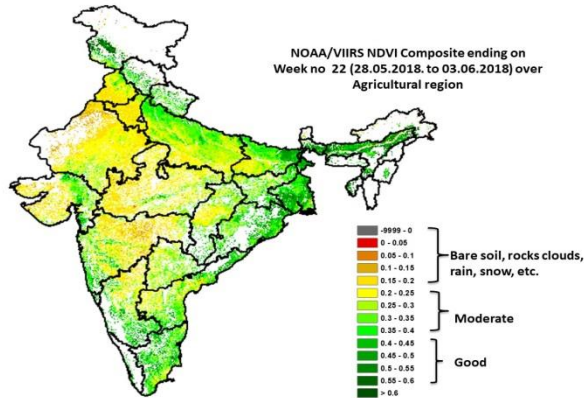 NOAA/VIIRS NDVI Composite ending on
Week no 22 (28.05.2018. to 03.06.2018) over
Agricultural region
-9999 - 0
0 - 0.05
0.05 - 0.1
0.1 - 0.15
0.15 - 0.2
0.2 - 0.25
0.25 - 0.3
0.3 - 0.35
0.35 - 0.4
0.4 - 0.45
0.45 - 0.5
0.5 - 0.55
0.55 - 0.6
> 0.6
Bare soil, rocks clouds,
rain, snow, etc.
Moderate
Good